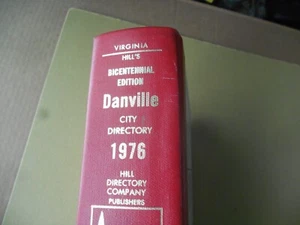 VIRGINIA
HILL'S
BICENTENNIAL
EDITION
Danville
CITY
DIRECTORY
1976
HILL
DIRECTORY
COMPANY
PUBLISHERS